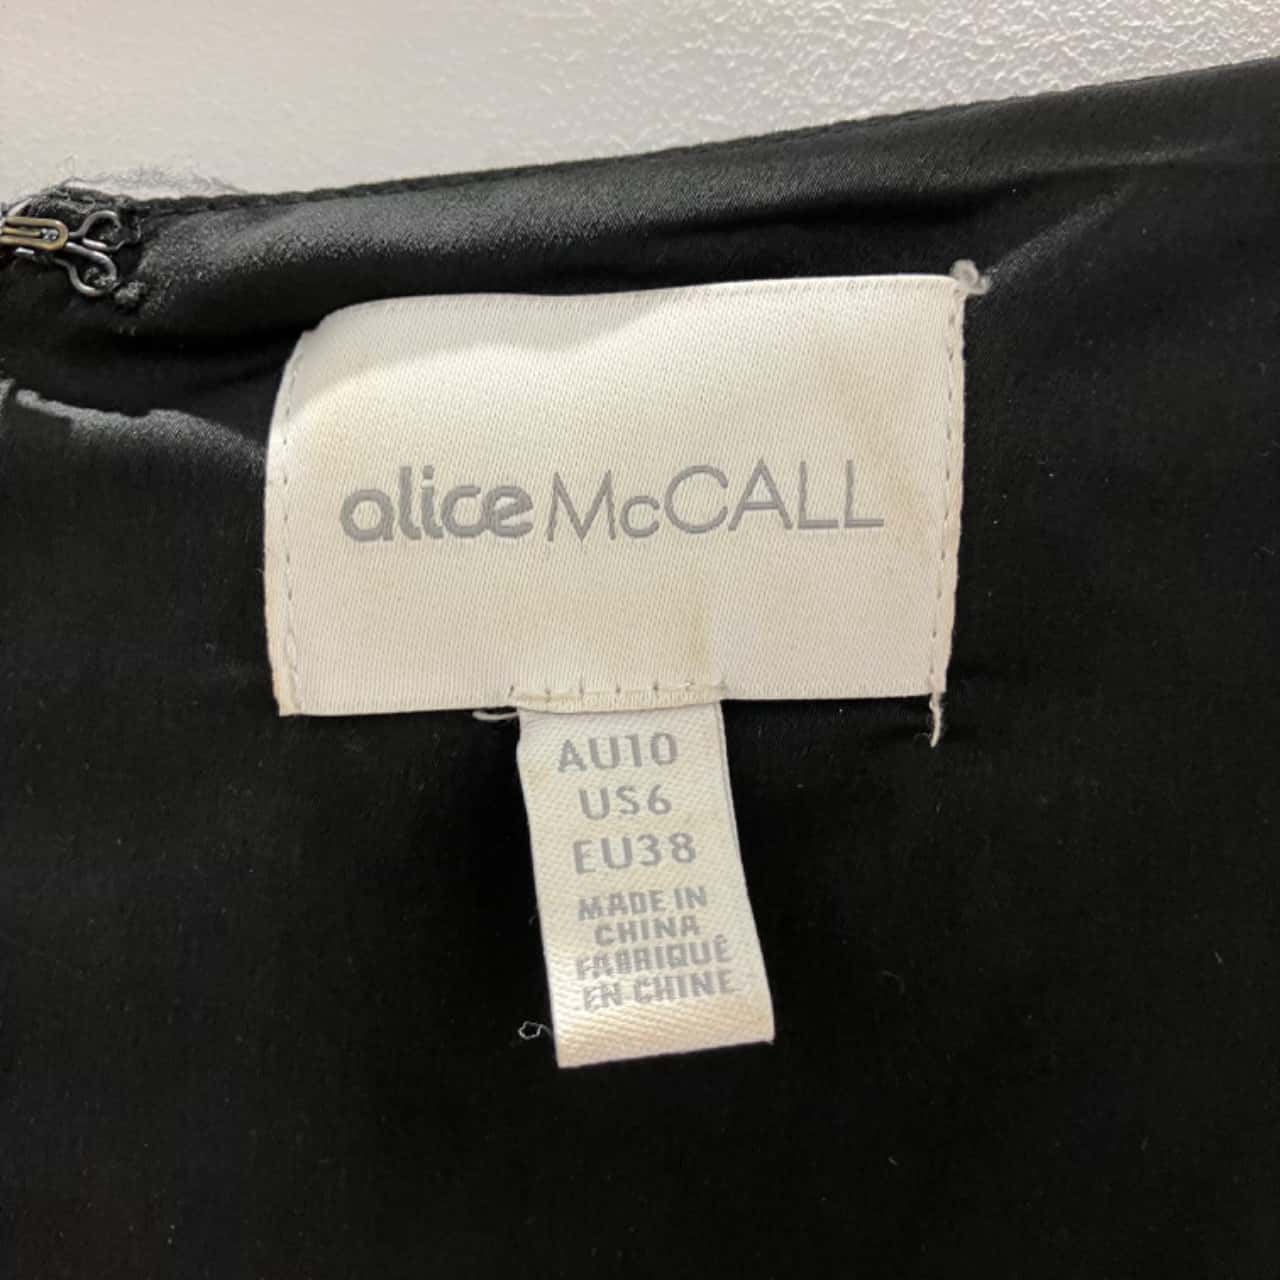 alice McCALL
AU10
US6
EU38
MADE IN
CHINA
FABRIQUÉ
EN CHINE